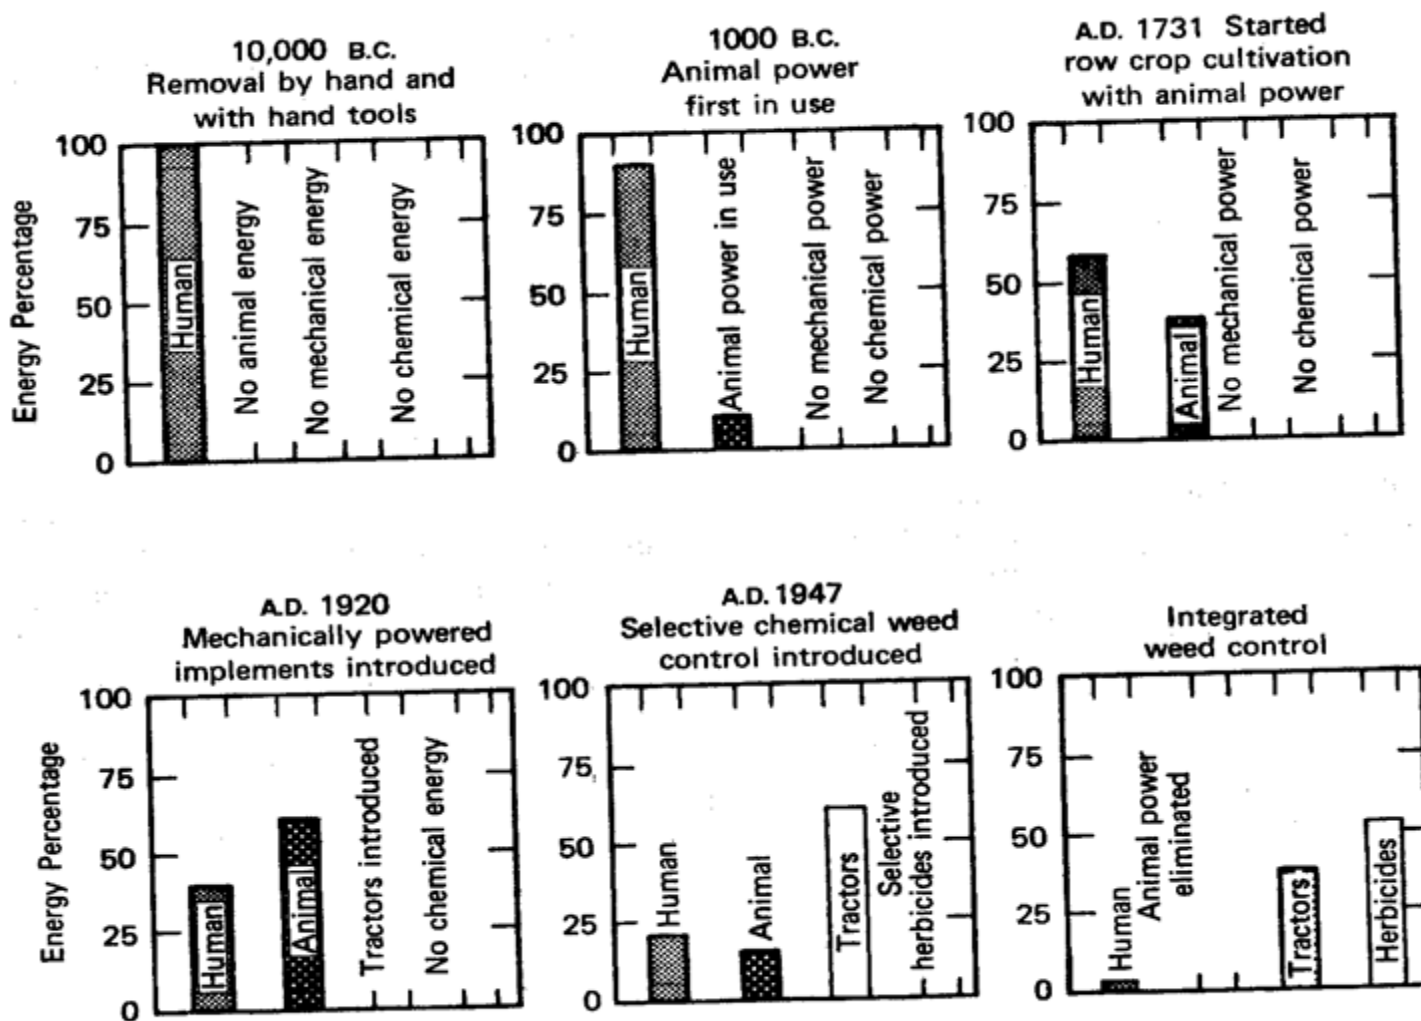 10,000 B.C.
Removal by hand and
with hand tools
100
75
50
25
0
Energy Percentage
Human
No animal energy
No mechanical energy
No chemical energy
1000 B.C.
Animal power
first in use
100
75
50
25
0
Human
Animal power in use
No mechanical power
No chemical power
A.D. 1731 Started
row crop cultivation
with animal power
100
75
50
25
0
Human
Animal
No mechanical power
No chemical power
A.D. 1920
Mechanically powered
implements introduced
100
75
50
25
0
Energy Percentage
Human
Animal
Tractors introduced
No chemical energy
A.D. 1947
Selective chemical weed
control introduced
100
75
50
25
0
Human
Animal
Tractors
Selective
herbicides introduced
Integrated
weed control
100
75
50
25
0
Human
Animal power
eliminated
Tractors
Herbicides